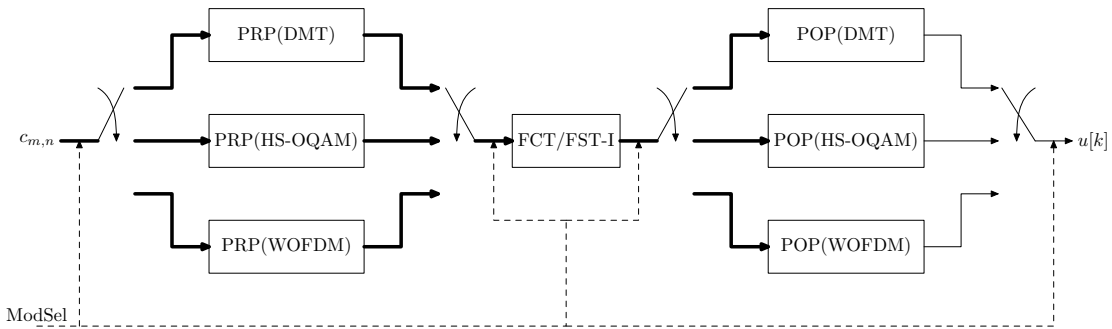 PRP(DMT)
POP(DMT)
c_{m,n}
PRP(HS-OQAM)
FCT/FST-I
POP(HS-OQAM)
u[k]
PRP(WOFDM)
POP(WOFDM)
ModSel